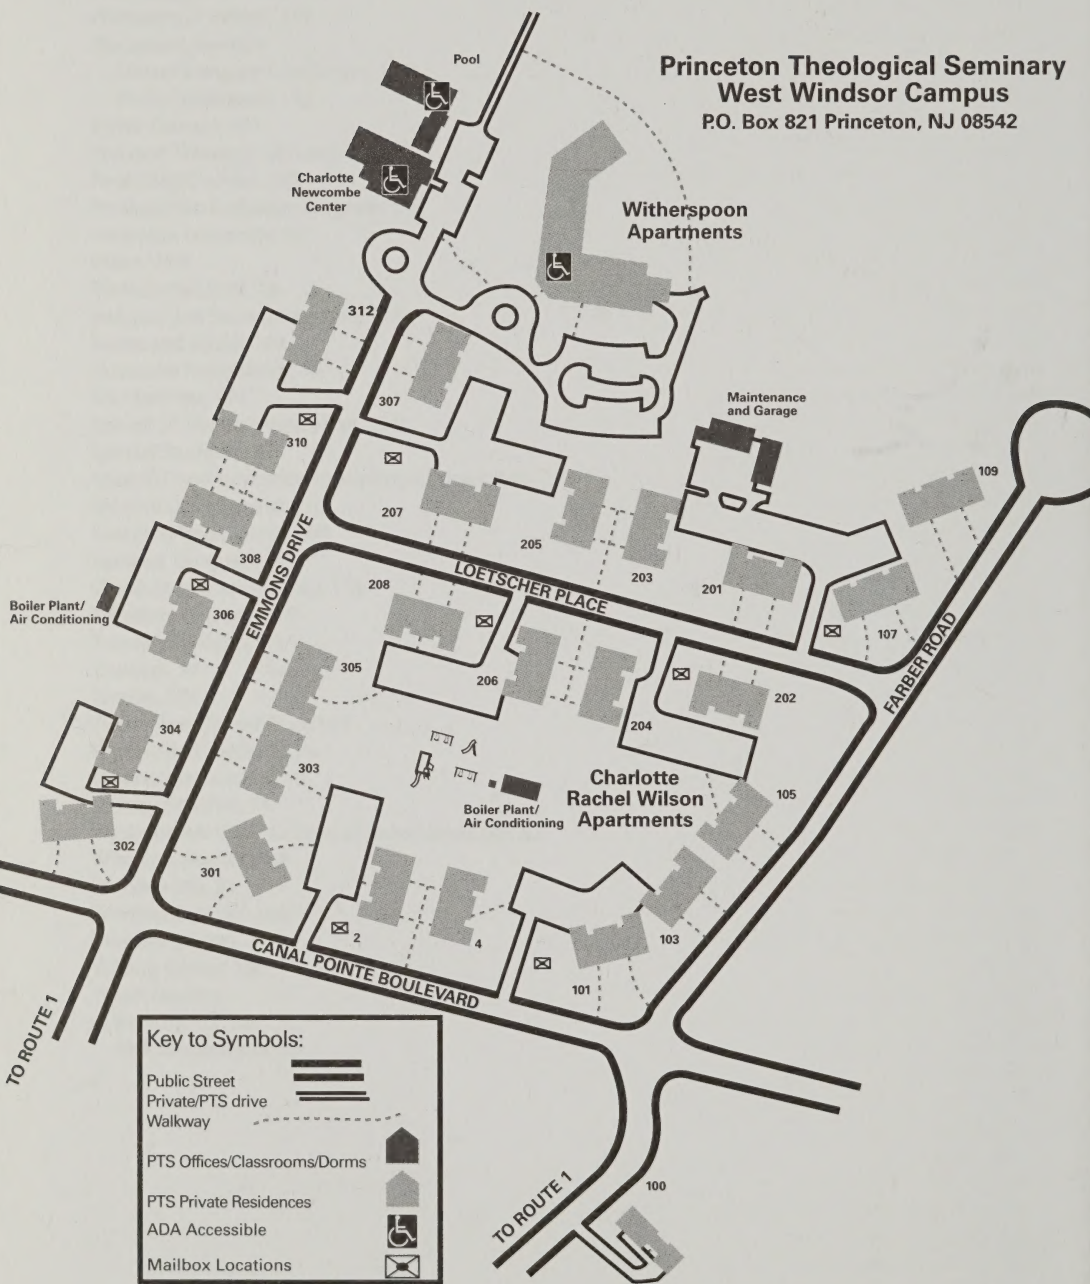 Princeton Theological Seminary
West Windsor Campus
P.O. Box 821 Princeton, NJ 08542
Pool
Charlotte
Newcombe
Center
Witherspoon
Apartments
312
307
310
Maintenance
and Garage
109
207
205
203
201
308
EMMONS DRIVE
LOETSCHER PLACE
208
Boiler Plant/
Air Conditioning
306
107
FARBER ROAD
305
206
204
202
304
303
Charlotte
Rachel Wilson
Apartments
Boiler Plant/
Air Conditioning
105
302
301
2
4
103
101
CANAL POINTE BOULEVARD
TO ROUTE 1
Key to Symbols:
Public Street
Private/PTS drive
Walkway
PTS Offices/Classrooms/Dorms
PTS Private Residences
ADA Accessible
Mailbox Locations
TO ROUTE 1
100